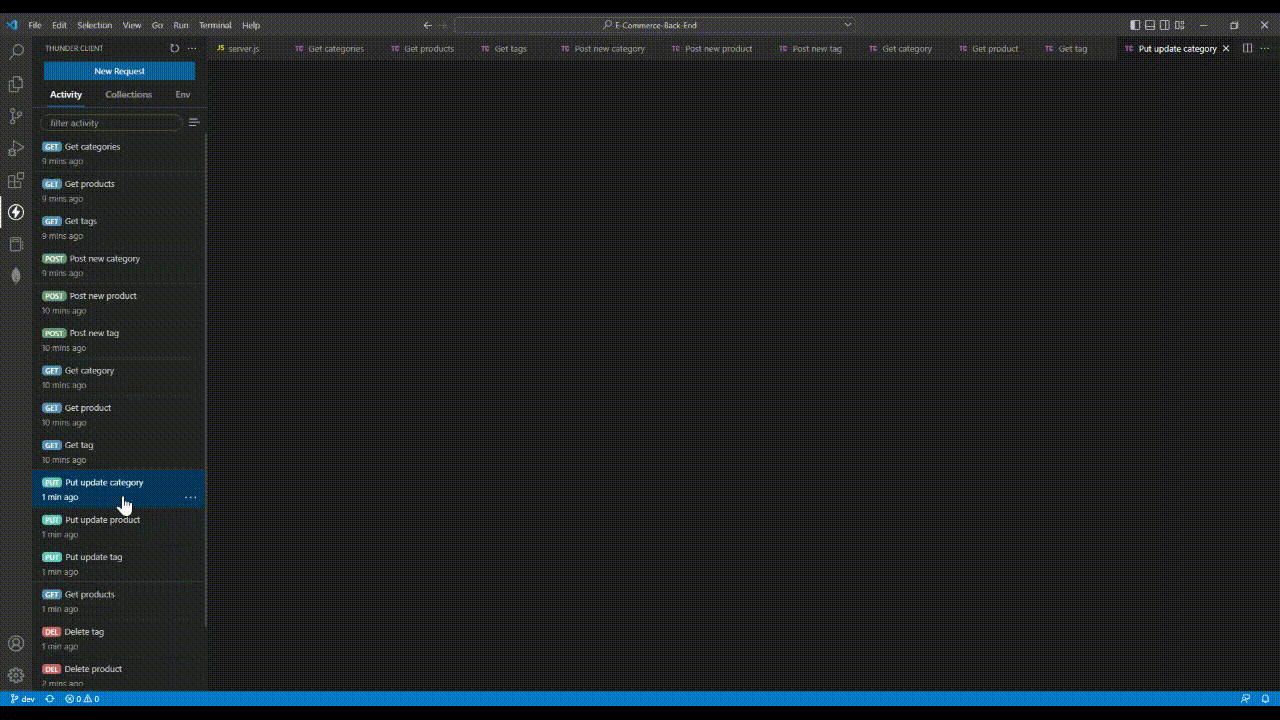 File Edit Selection View Go Run Terminal Help
E-Commerce-Back-End
THUNDER CLIENT
JS server.js
TC Get categories
TC Get products
TC Get tags
TC Post new category
TC Post new product
TC Post new tag
TC Get category
TC Get product
TC Get tag
TC Put update category
New Request
Activity Collections Env
filter activity
GET Get categories
9 mins ago
GET Get products
9 mins ago
GET Get tags
9 mins ago
POST Post new category
9 mins ago
POST Post new product
10 mins ago
POST Post new tag
10 mins ago
GET Get category
10 mins ago
GET Get product
10 mins ago
GET Get tag
10 mins ago
PUT Put update category
1 min ago
PUT Put update product
1 min ago
PUT Put update tag
1 min ago
GET Get products
1 min ago
DEL Delete tag
1 min ago
DEL Delete product
2 mins ago
dev 0 0